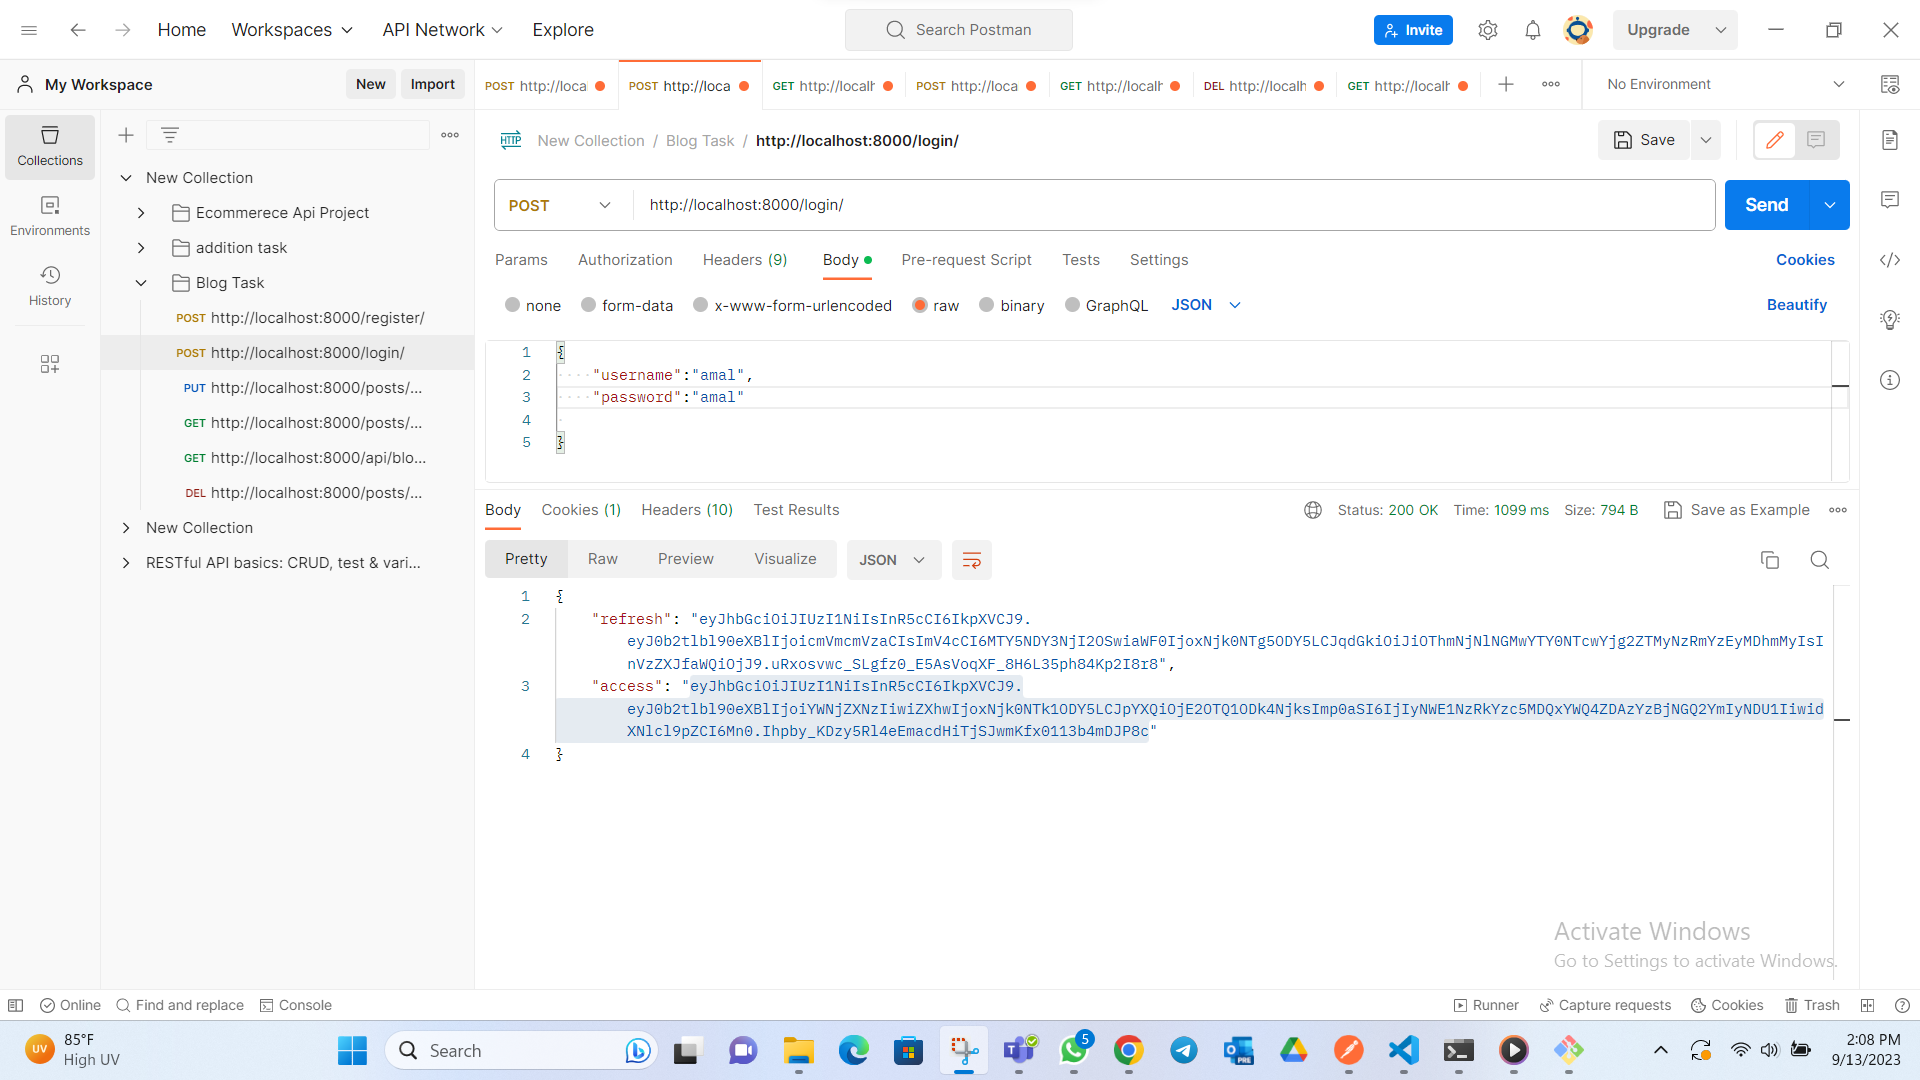 Home
Workspaces
API Network
Explore
Search Postman
Invite
Upgrade
My Workspace
New
Import
POST http://loca
POST http://loca
GET http://localh
POST http://loca
GET http://localh
DEL http://localh
GET http://localh
No Environment
Collections
Environments
History
New Collection
Ecommerece Api Project
addition task
Blog Task
POST http://localhost:8000/register/
POST http://localhost:8000/login/
PUT http://localhost:8000/posts/...
GET http://localhost:8000/posts/...
GET http://localhost:8000/api/blo...
DEL http://localhost:8000/posts/...
New Collection
RESTful API basics: CRUD, test & vari...
HTTP
New Collection / Blog Task / http://localhost:8000/login/
Save
POST
http://localhost:8000/login/
Send
Params
Authorization
Headers (9)
Body
Pre-request Script
Tests
Settings
Cookies
none
form-data
x-www-form-urlencoded
raw
binary
GraphQL
JSON
Beautify
1 {
2 "username":"amal",
3 "password":"amal"
4
5 }
Body
Cookies (1)
Headers (10)
Test Results
Status: 200 OK
Time: 1099 ms
Size: 794 B
Save as Example
Pretty
Raw
Preview
Visualize
JSON
1 {
2 "refresh": "eyJhbGciOiJIUzI1NiIsInR5cCI6IkpXVCJ9.
eyJ0b2tlbl90eXBlIjoicmVmcmVzaCIsImV4cCI6MTY5NDY3NjI2OSwiaWF0IjoxNjk0NTg5ODY5LCJqdGkiOiJiOThmNjNlNGMwYTY0NTcwYjg2ZTMyNzRmYzEyMDhmMyIsI
nVzZXJfaWQiOjJ9.uRxosvwc_SLgfz0_E5AsVoqXF_8H6L35ph84Kp2I8r8",
3 "access": "eyJhbGciOiJIUzI1NiIsInR5cCI6IkpXVCJ9.
eyJ0b2tlbl90eXBlIjoiYWNjZXNzIiwiZXhwIjoxNjk0NTk1ODY5LCJpYXQiOjE2OTQ1ODk4NjksImp0aSI6IjIyNWE1NzRkYzc5MDQxYWQ4ZDAzYzBjNGQ2YmIyNDU1Iiwid
XNlcl9pZCI6Mn0.Ihpby_KDzy5Rl4eEmacdHiTjSJwmKfx0113b4mDJP8c"
4 }
Activate Windows
Go to Settings to activate Windows.
Online
Find and replace
Console
Runner
Capture requests
Cookies
Trash
UV
85°F
High UV
Search
5
PRE
2:08 PM
9/13/2023